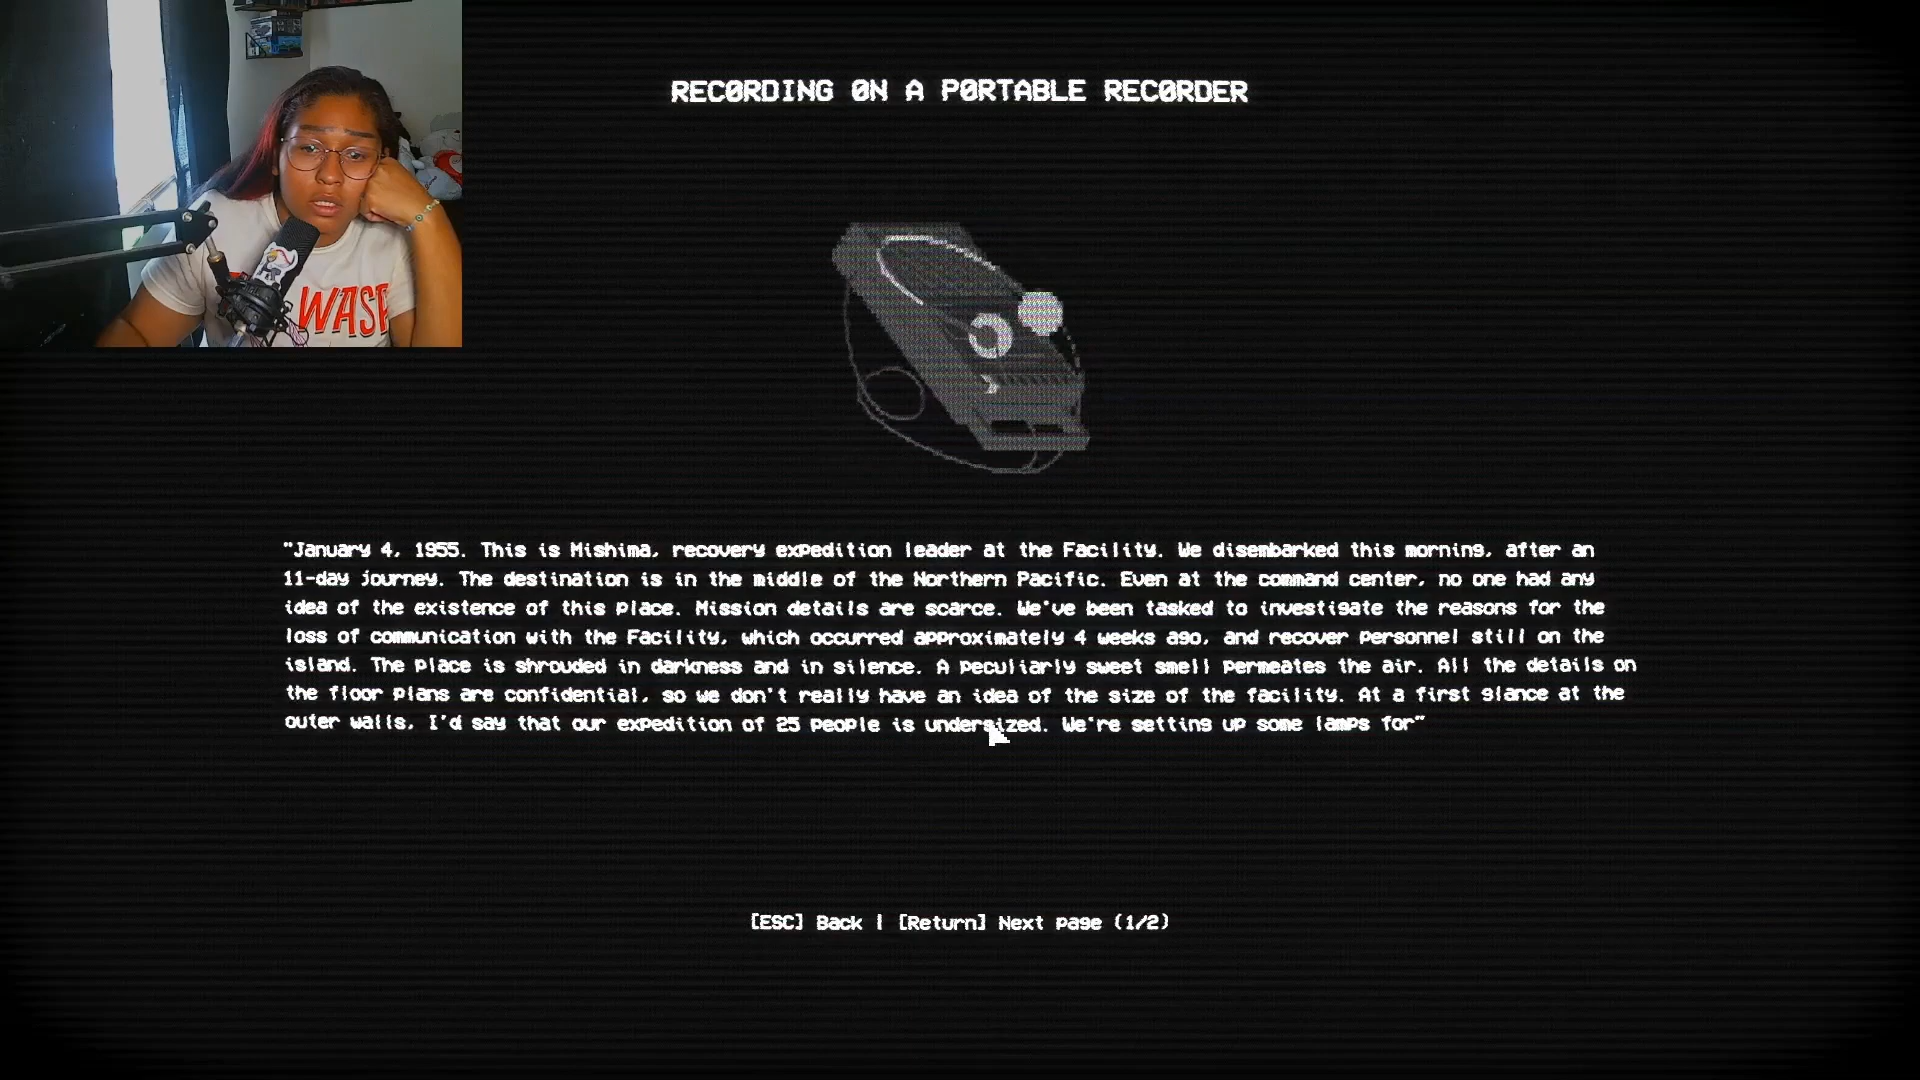 RECORDING ON A PORTABLE RECORDER
WASP
"January 4, 1955. This is Mishima, recovery expedition leader at the Facility. We disembarked this morning, after an
11-day journey. The destination is in the middle of the Northern Pacific. Even at the command center, no one had any
idea of the existence of this place. Mission details are scarce. We've been tasked to investigate the reasons for the
loss of communication with the Facility, which occurred approximately 4 weeks ago, and recover personnel still on the
island. The place is shrouded in darkness and in silence. A peculiarly sweet smell permeates the air. All the details on
the floor plans are confidential, so we don't really have an idea of the size of the facility. At a first glance at the
outer walls, I'd say that our expedition of 25 people is undersized. We're setting up some lamps for"
[ESC] Back | [Return] Next page (1/2)